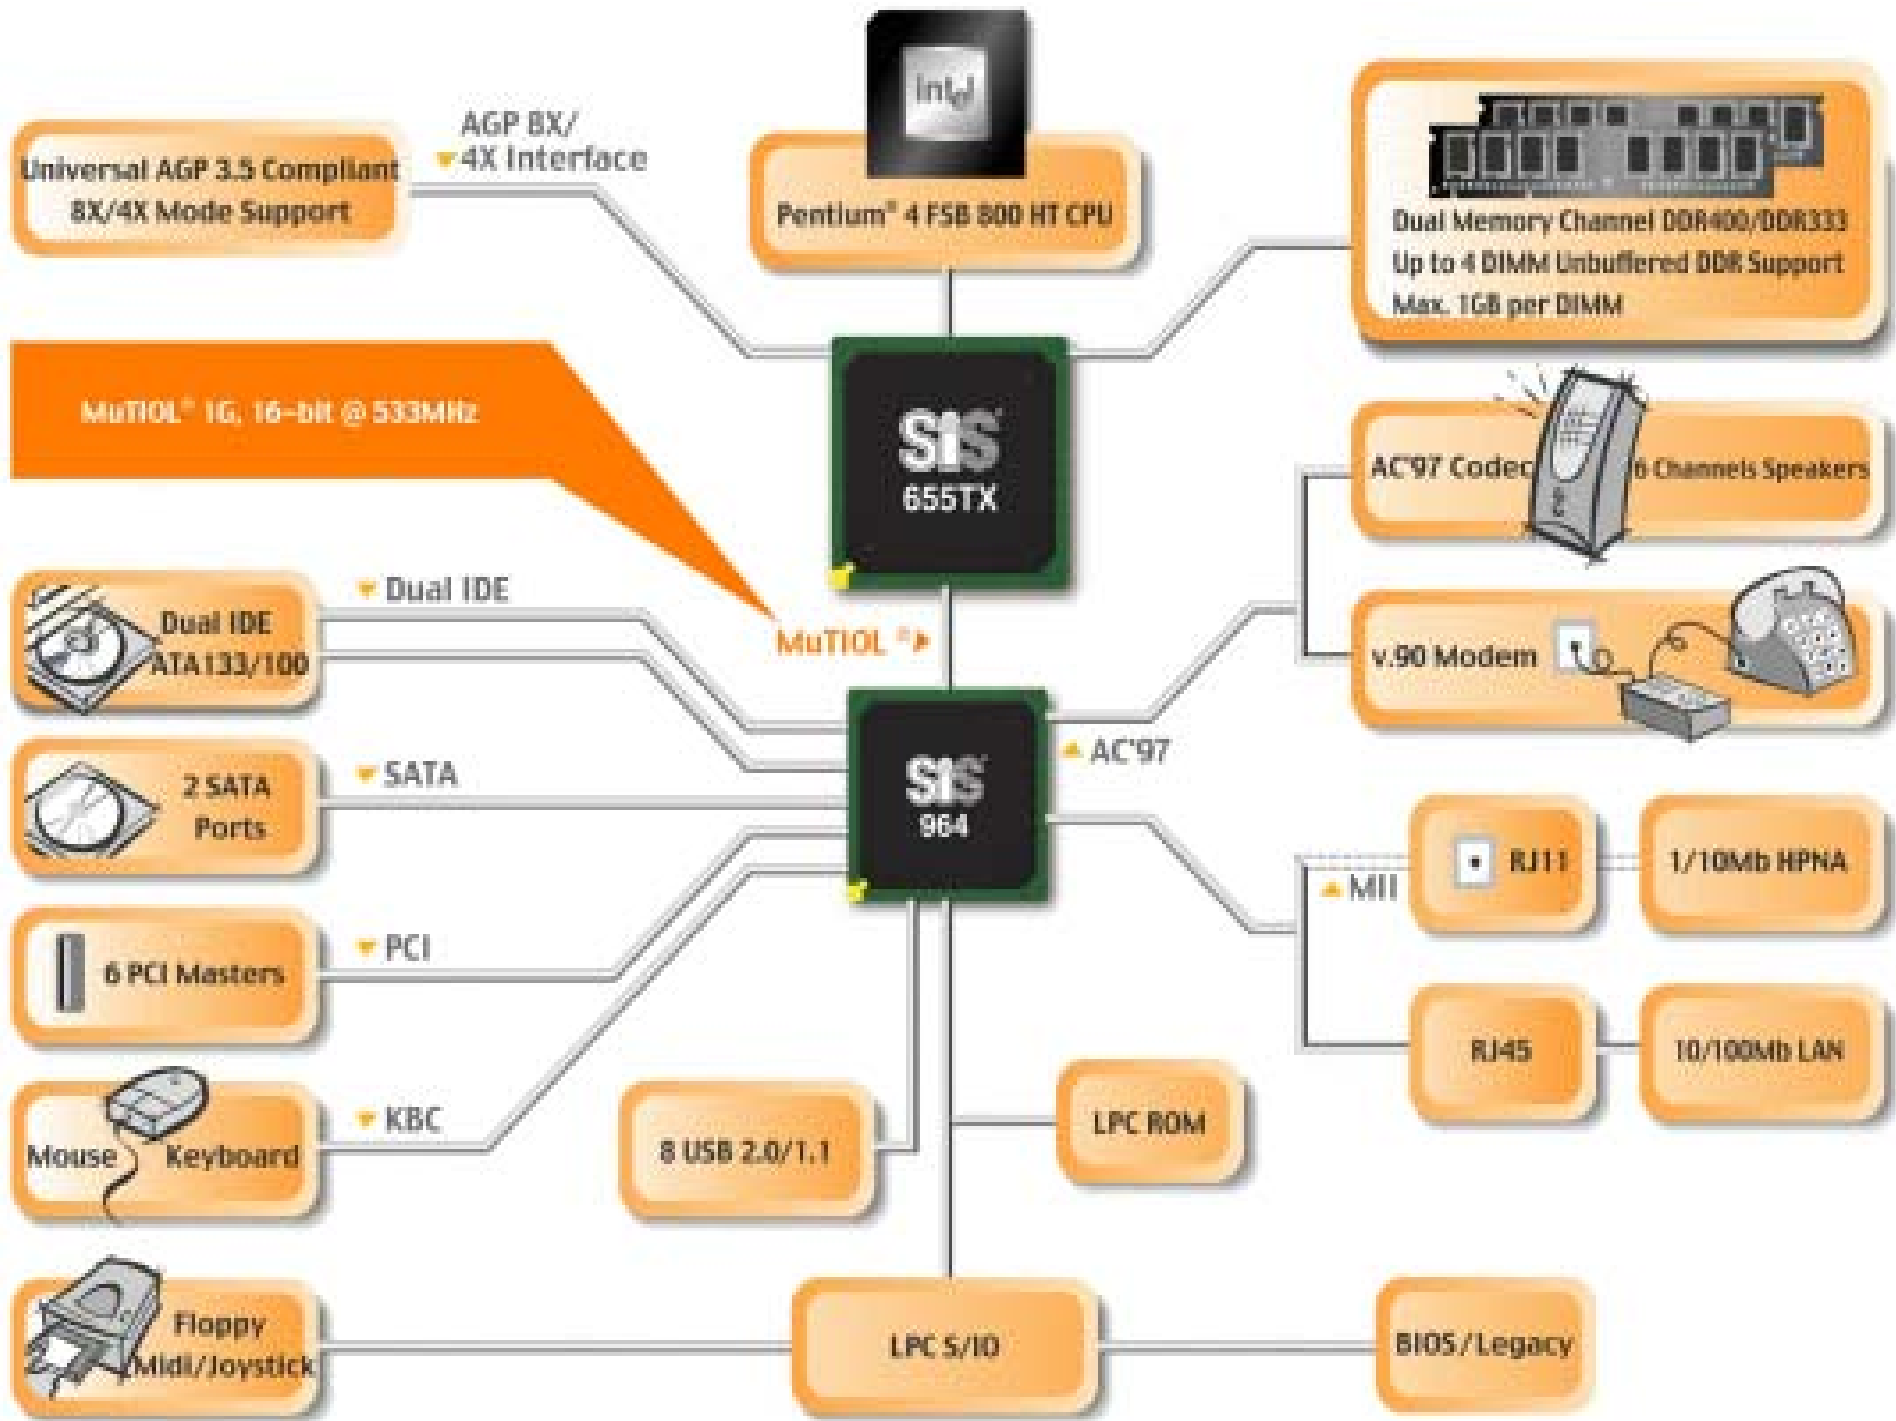 intel
AGP 8X/
4X Interface
Universal AGP 3.5 Compliant
8X/4X Mode Support
Pentium® 4 FSB 800 HT CPU
Dual Memory Channel DDR400/DDR333
Up to 4 DIMM Unbuffered DDR Support
Max. 1GB per DIMM
MuTIOL® 1G, 16-bit @ 533MHz
SiS
655TX
AC'97 Codec
6 Channels Speakers
Dual IDE
Dual IDE
ATA133/100
MuTIOL ®
v.90 Modem
SATA
2 SATA
Ports
SiS
964
AC'97
RJ11
1/10Mb HPNA
MII
PCI
6 PCI Masters
RJ45
10/100Mb LAN
KBC
Mouse
Keyboard
8 USB 2.0/1.1
LPC ROM
Floppy
Midi/Joystick
LPC S/IO
BIOS/Legacy